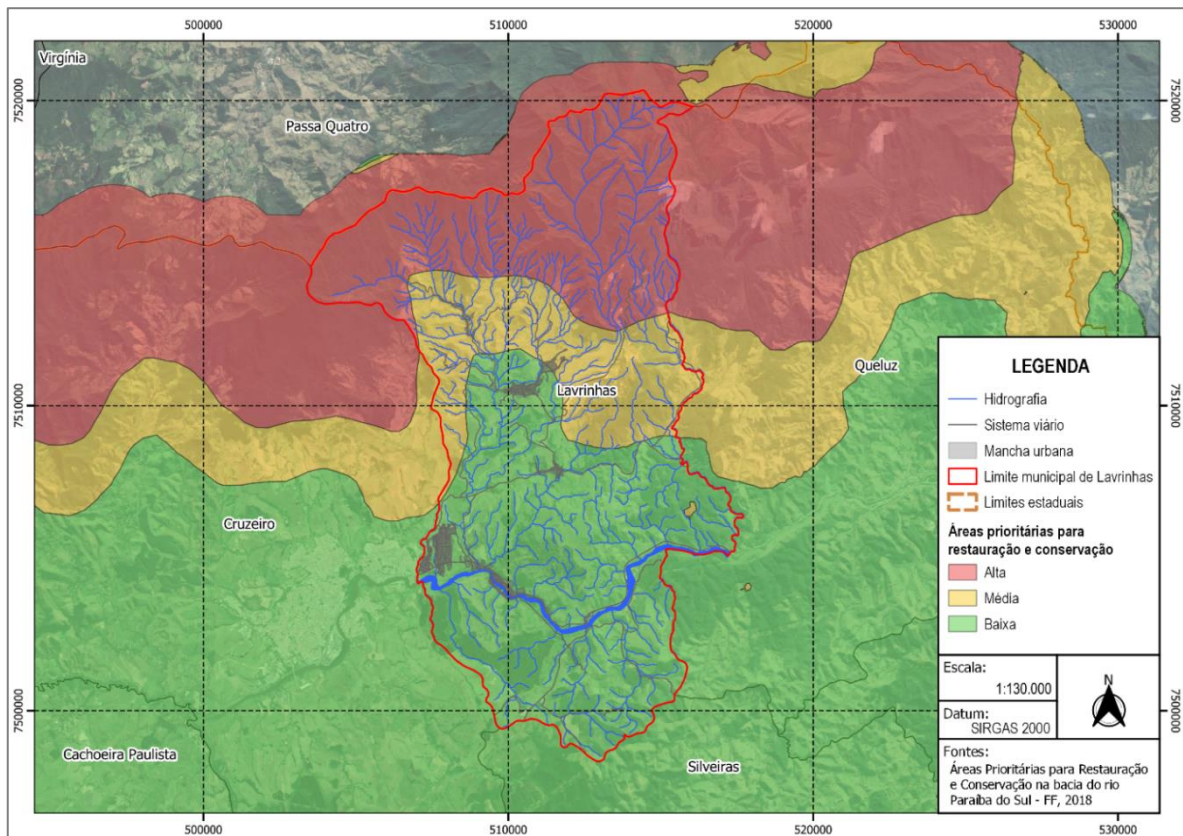 500000
510000
520000
530000
Virgínia
7520000
7520000
Passa Quatro
Queluz
Lavrinhas
7510000
7510000
Cruzeiro
7500000
7500000
Cachoeira Paulista
Silveiras
LEGENDA
Hidrografia
Sistema viário
Mancha urbana
Limite municipal de Lavrinhas
Limites estaduais
Áreas prioritárias para
restauração e conservação
Alta
Média
Baixa
Escala:
1:130.000
N
Datum:
SIRGAS 2000
Fontes:
Áreas Prioritárias para Restauração
e Conservação na bacia do rio
Paraíba do Sul - FF, 2018
500000
510000
520000
530000